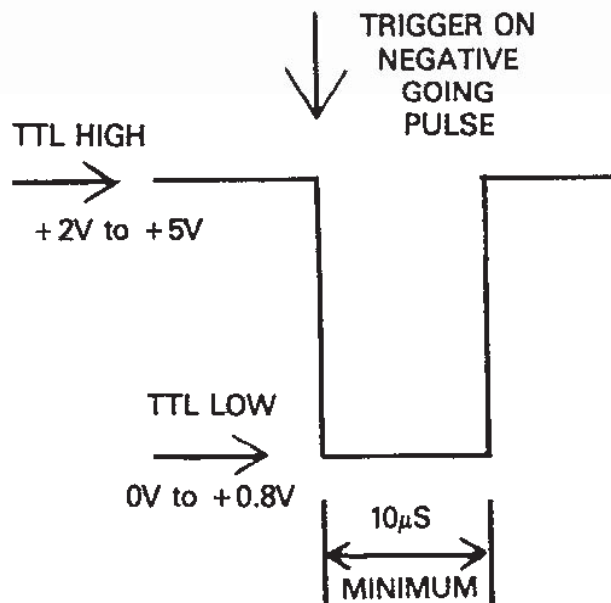 TRIGGER ON
NEGATIVE
GOING
PULSE
TTL HIGH
+2V to +5V
TTL LOW
0V to +0.8V
10μS
MINIMUM